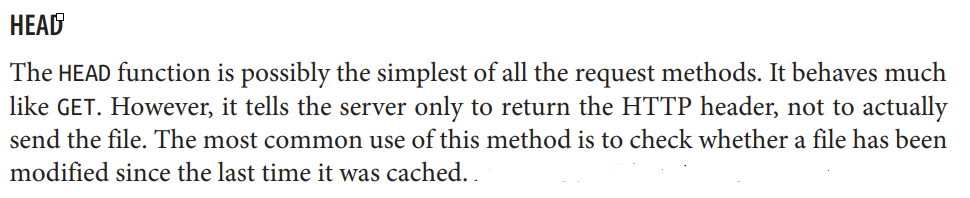 HEAD
The HEAD function is possibly the simplest of all the request methods. It behaves much
like GET. However, it tells the server only to return the HTTP header, not to actually
send the file. The most common use of this method is to check whether a file has been
modified since the last time it was cached.